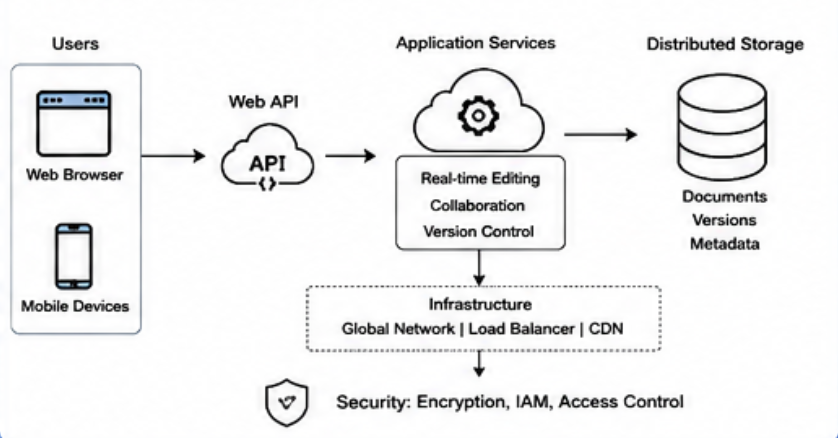 Users
Web Browser
Mobile Devices
Web API
API
Application Services
Real-time Editing
Collaboration
Version Control
Distributed Storage
Documents
Versions
Metadata
Infrastructure
Global Network | Load Balancer | CDN
Security: Encryption, IAM, Access Control